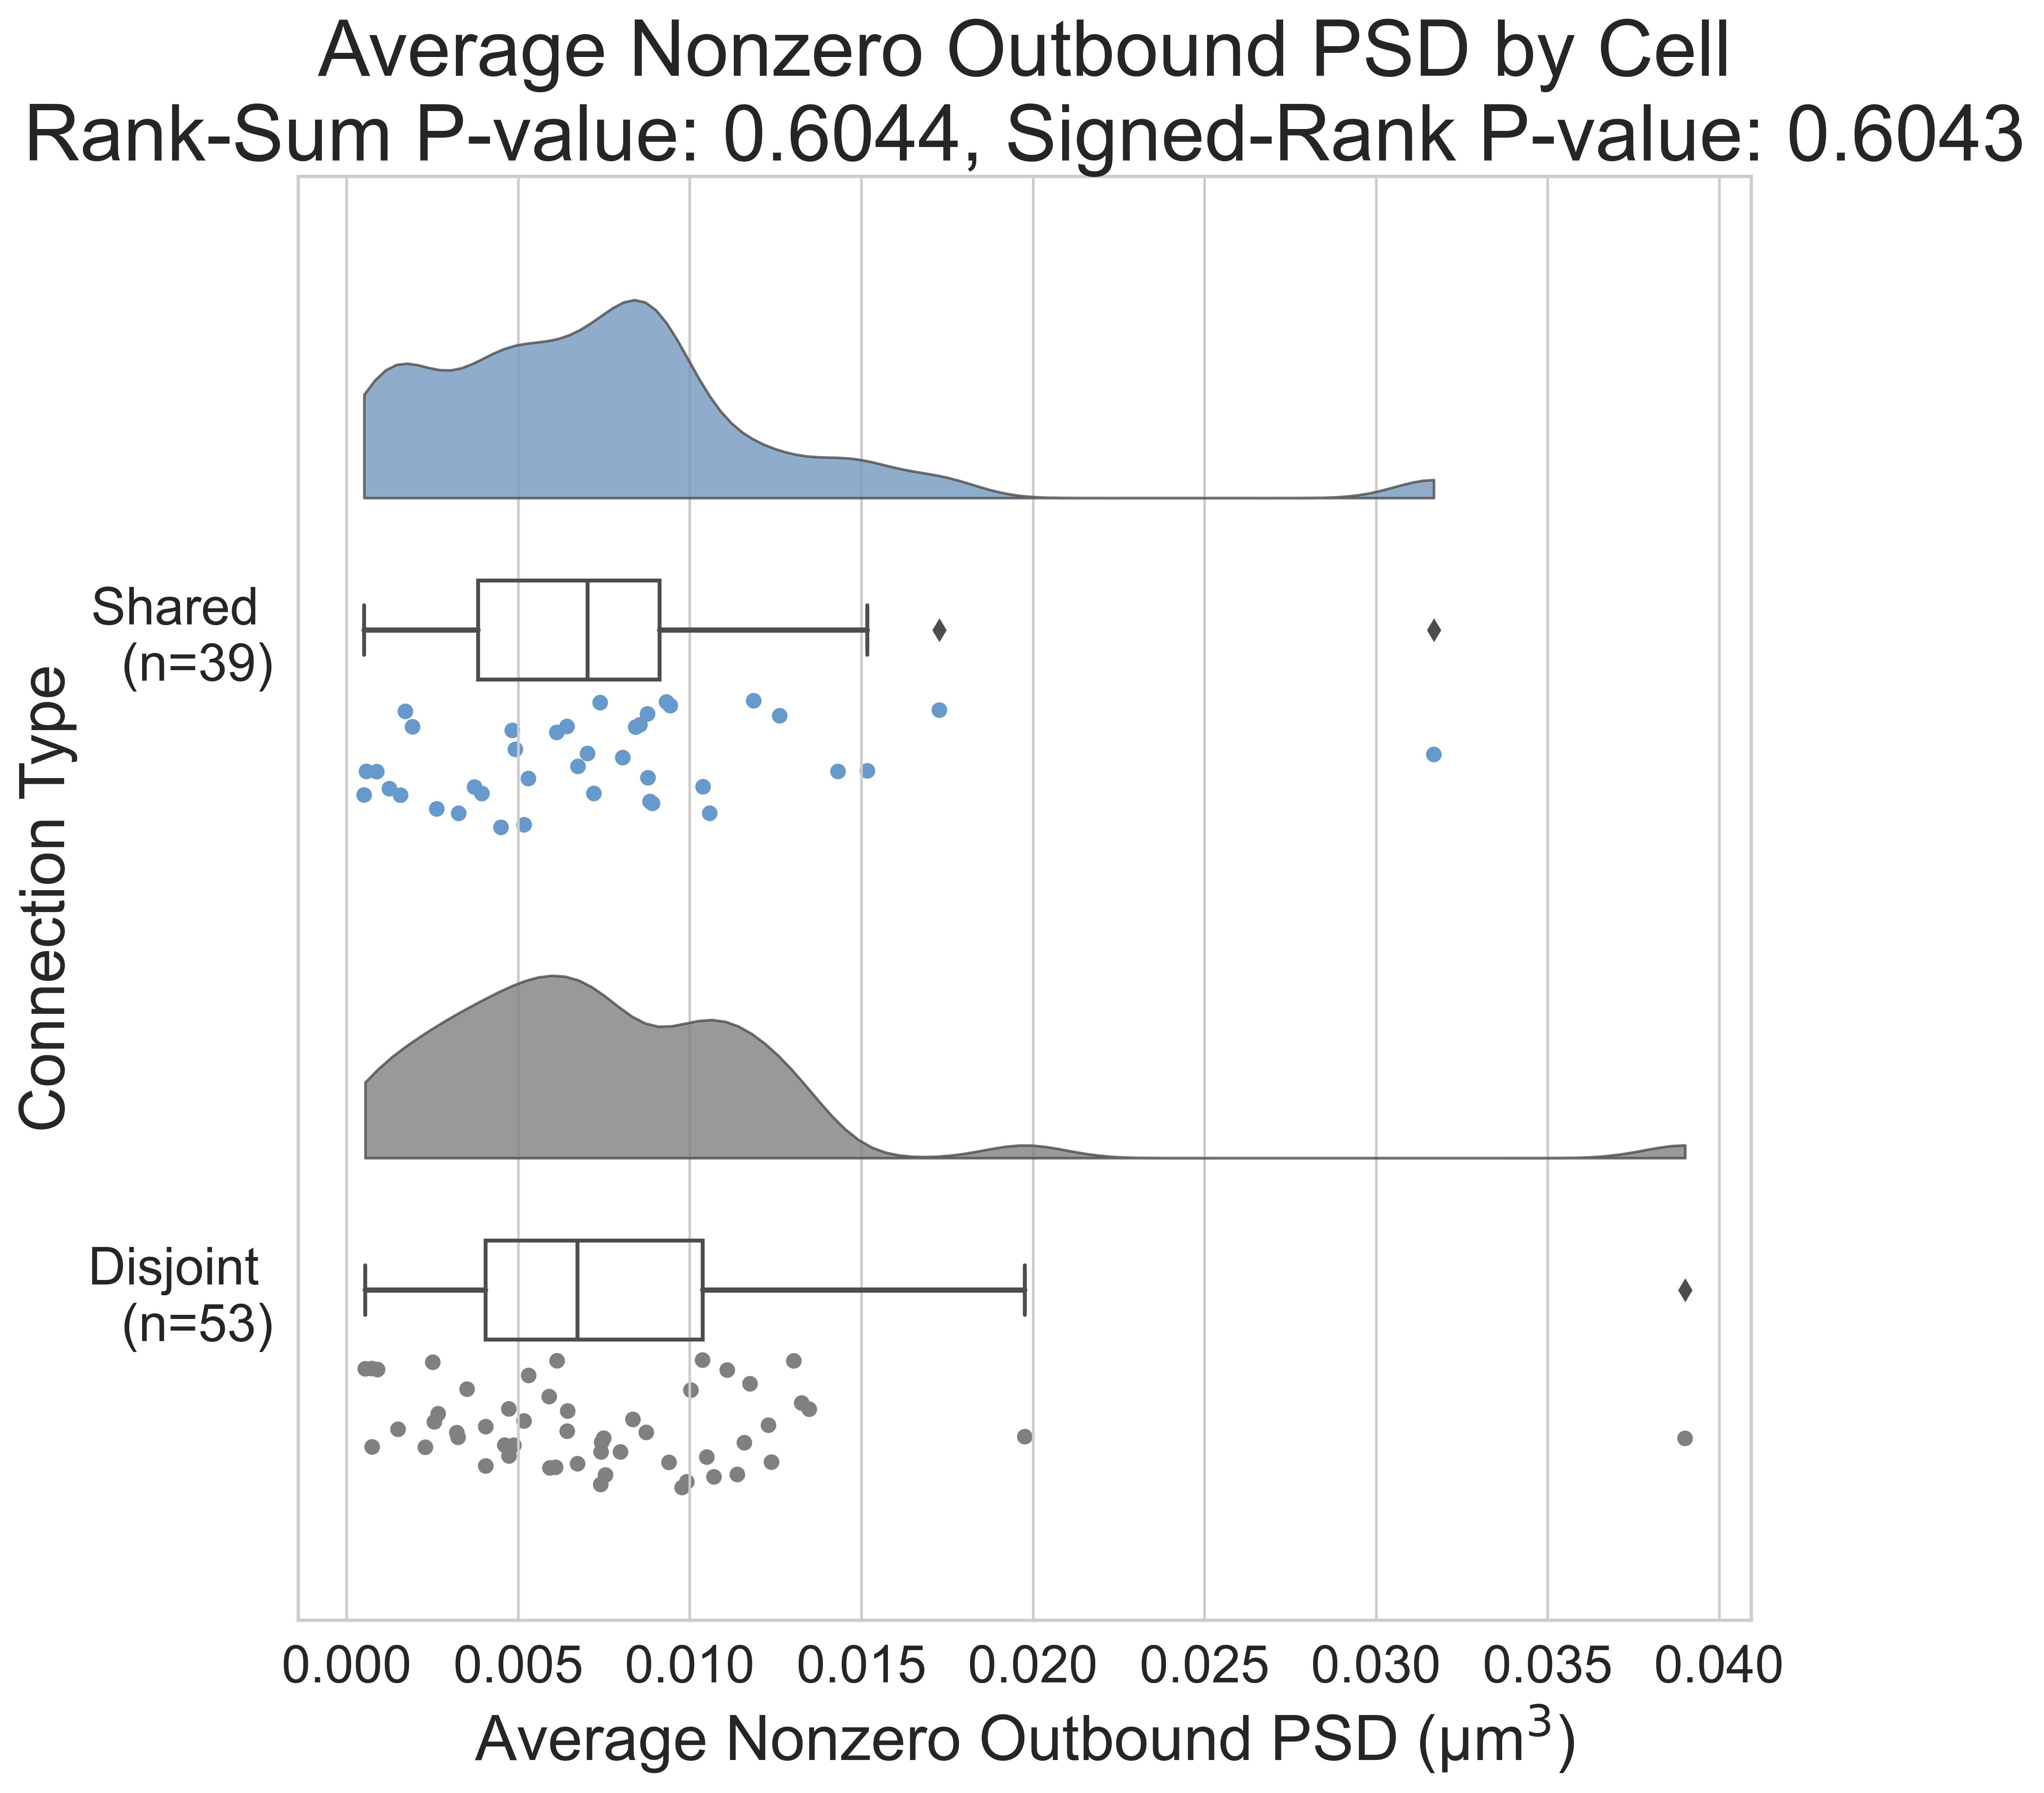 Average Nonzero Outbound PSD by Cell
Rank-Sum P-value: 0.6044, Signed-Rank P-value: 0.6043
Connection Type
Shared
(n=39)
Disjoint
(n=53)
0.000 0.005 0.010 0.015 0.020 0.025 0.030 0.035 0.040
Average Nonzero Outbound PSD (μm³)